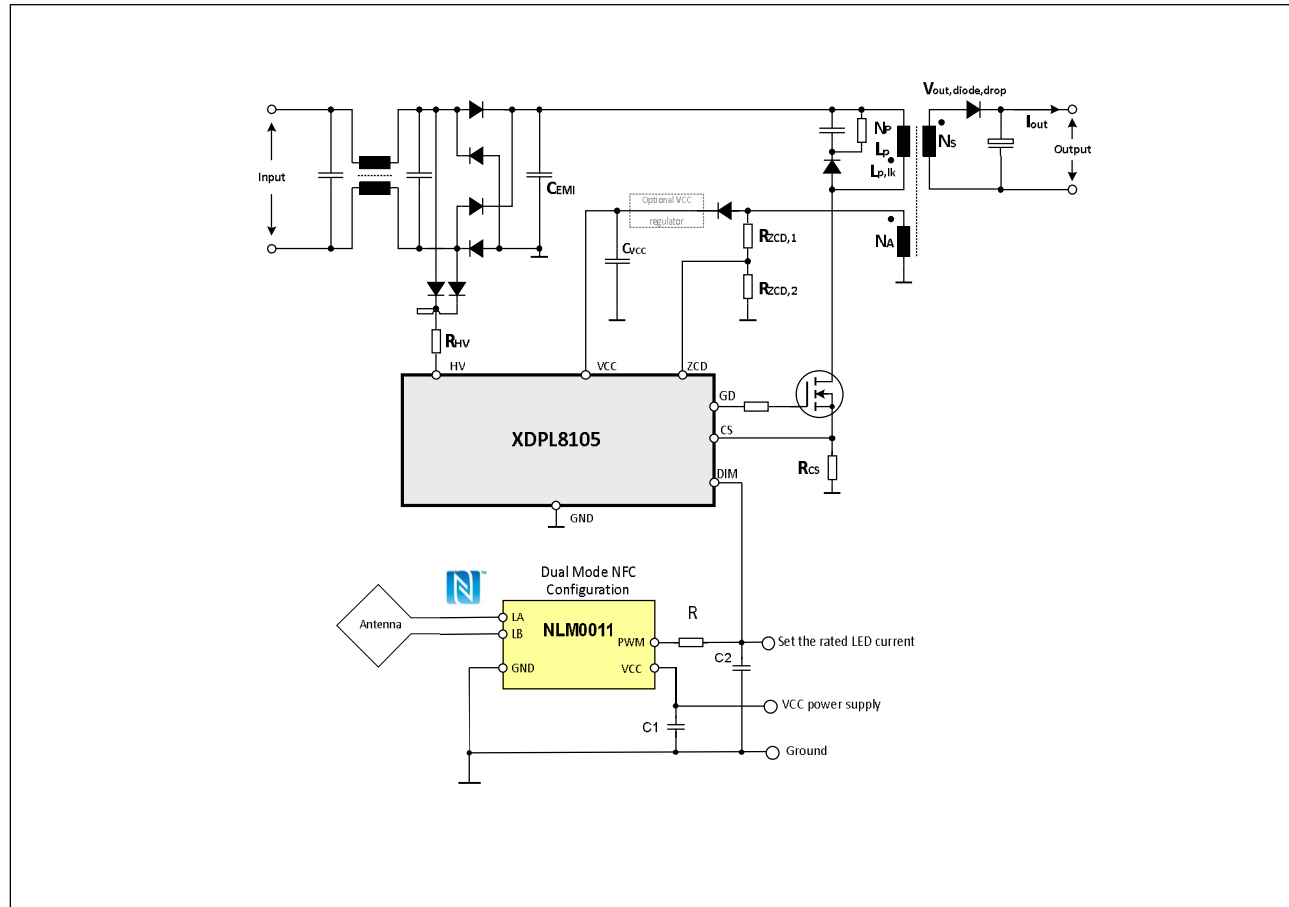 Vout,diode,drop
Iout
NP
Lp
Lp,lk
NS
Input
Output
CEMI
Optional VCC
regulator
CVCC
RZCD,1
RZCD,2
NA
RHV
HV
VCC
ZCD
GD
CS
DIM
XDPL8105
RCS
GND
Dual Mode NFC
Configuration
Antenna
LA
LB
NLM0011
PWM
GND
VCC
R
C2
Set the rated LED current
VCC power supply
C1
Ground